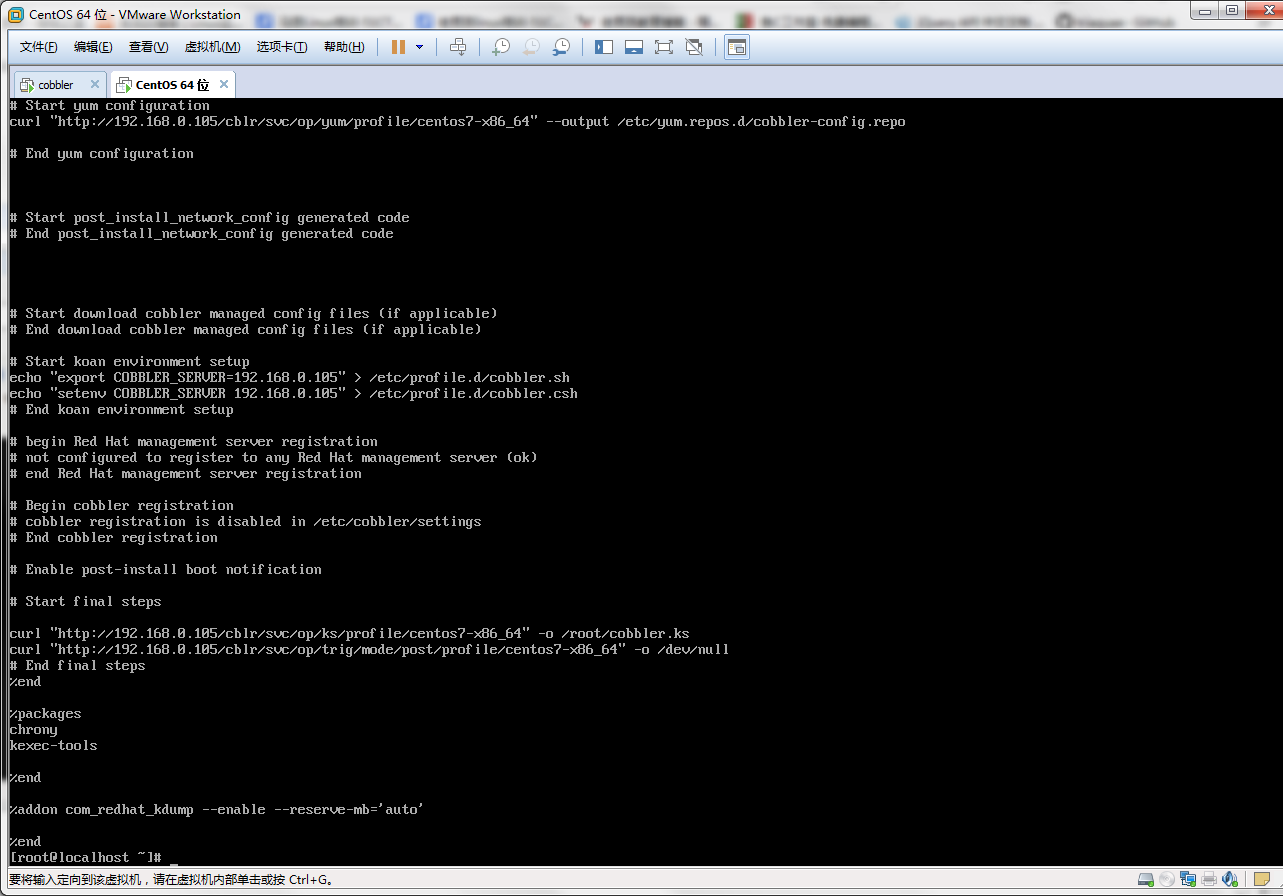 CentOS 64 位 - VMware Workstation
文件(F) 编辑(E) 查看(V) 虚拟机(M) 选项卡(T) 帮助(H)
cobbler CentOS 64 位
# Start yum configuration
curl "http://192.168.0.105/cblr/svc/op/yum/profile/centos7-x86_64" --output /etc/yum.repos.d/cobbler-config.repo
# End yum configuration
# Start post_install_network_config generated code
# End post_install_network_config generated code
# Start download cobbler managed config files (if applicable)
# End download cobbler managed config files (if applicable)
# Start koan environment setup
echo "export COBBLER_SERVER=192.168.0.105" > /etc/profile.d/cobbler.sh
echo "setenv COBBLER_SERVER 192.168.0.105" > /etc/profile.d/cobbler.csh
# End koan environment setup
# begin Red Hat management server registration
# not configured to register to any Red Hat management server (ok)
# end Red Hat management server registration
# Begin cobbler registration
# cobbler registration is disabled in /etc/cobbler/settings
# End cobbler registration
# Enable post-install boot notification
# Start final steps
curl "http://192.168.0.105/cblr/svc/op/ks/profile/centos7-x86_64" -o /root/cobbler.ks
curl "http://192.168.0.105/cblr/svc/op/trig/mode/post/profile/centos7-x86_64" -o /dev/null
# End final steps
%end
%packages
chrony
kexec-tools
%end
%addon com_redhat_kdump --enable --reserve-mb='auto'
%end
[root@localhost ~]# _
要将输入定向到该虚拟机，请在虚拟机内部单击或按 Ctrl+G。